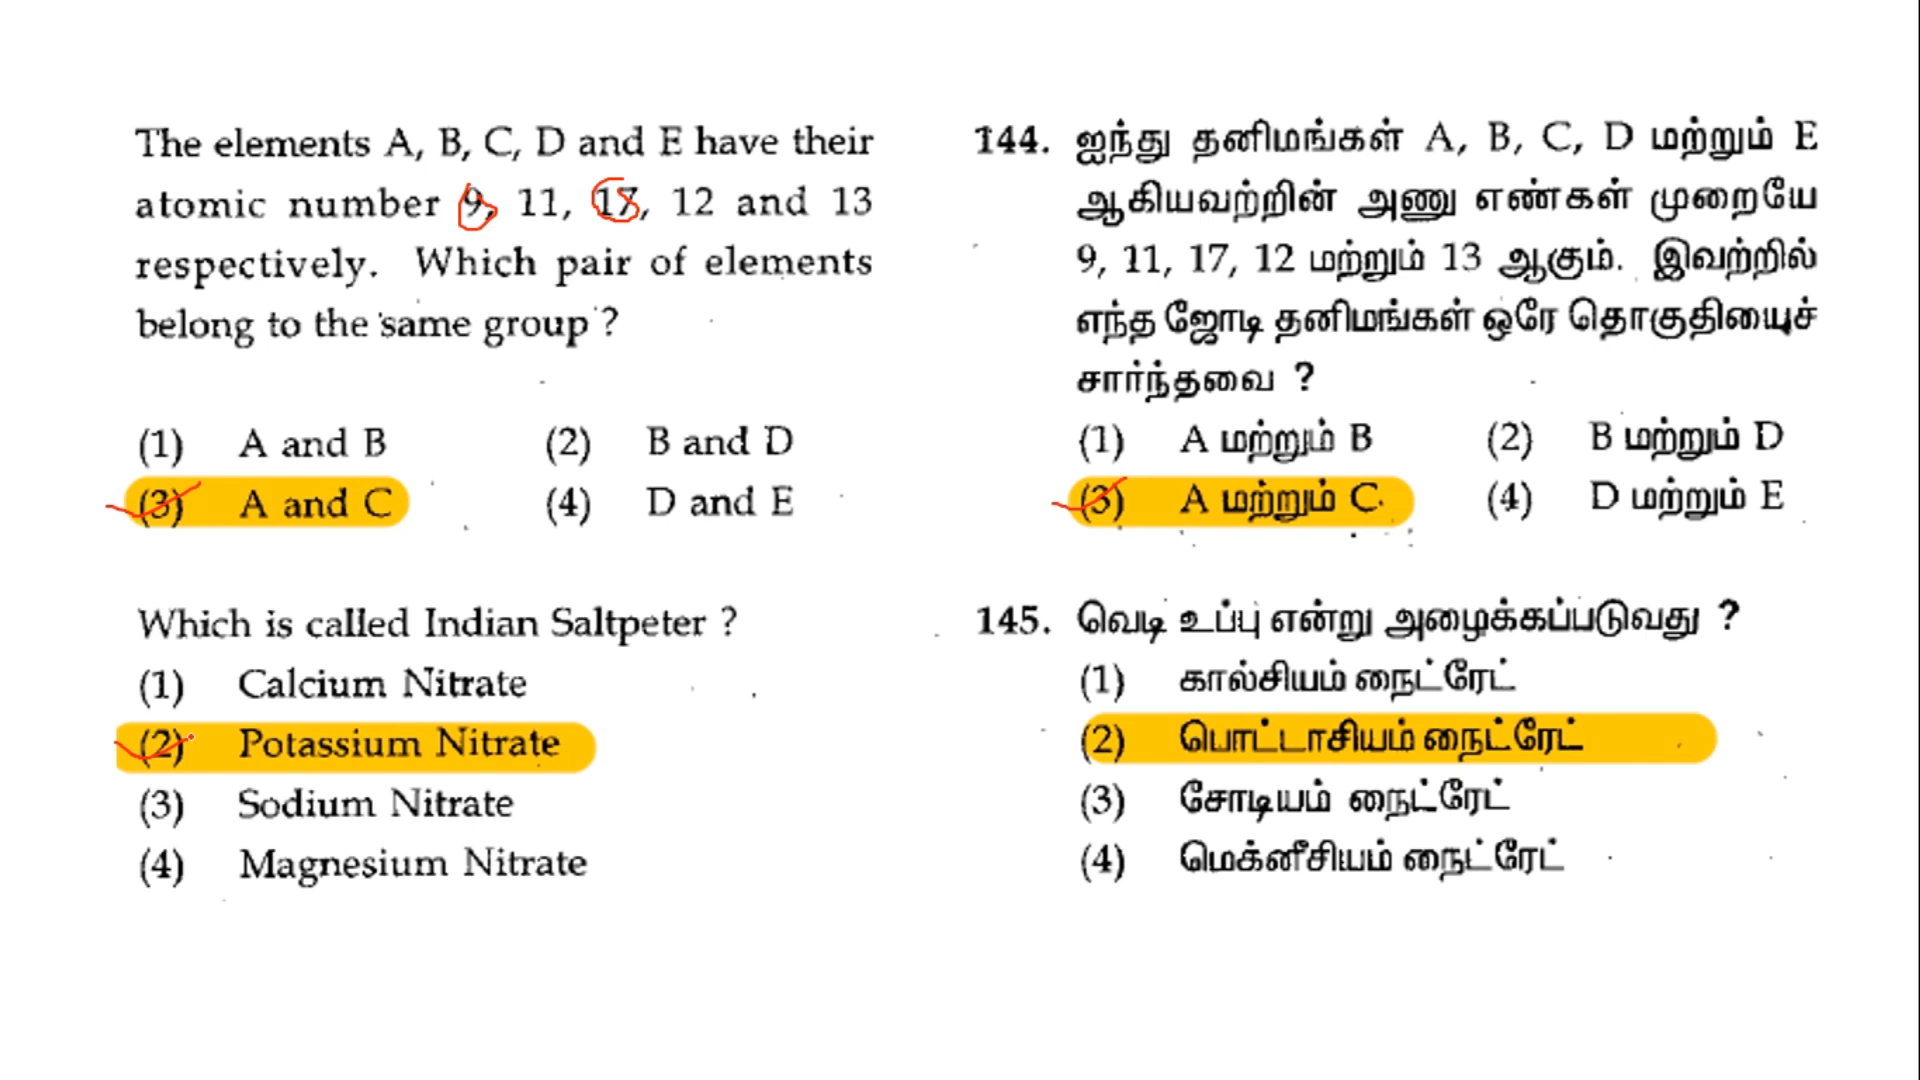 The elements A, B, C, D and E have their
atomic number 9, 11, 17, 12 and 13
respectively. Which pair of elements
belong to the same group ?
(1) A and B (2) B and D
(3) A and C (4) D and E
Which is called Indian Saltpeter ?
(1) Calcium Nitrate
(2) Potassium Nitrate
(3) Sodium Nitrate
(4) Magnesium Nitrate
144. ஐந்து தனிமங்கள் A, B, C, D மற்றும் E
ஆகியவற்றின் அணு எண்கள் முறையே
9, 11, 17, 12 மற்றும் 13 ஆகும். இவற்றில்
எந்த ஜோடி தனிமங்கள் ஒரே தொகுதியைச்
சார்ந்தவை ?
(1) A மற்றும் B (2) B மற்றும் D
(3) A மற்றும் C (4) D மற்றும் E
145. வெடி உப்பு என்று அழைக்கப்படுவது ?
(1) கால்சியம் நைட்ரேட்
(2) பொட்டாசியம் நைட்ரேட்
(3) சோடியம் நைட்ரேட்
(4) மெக்னீசியம் நைட்ரேட்